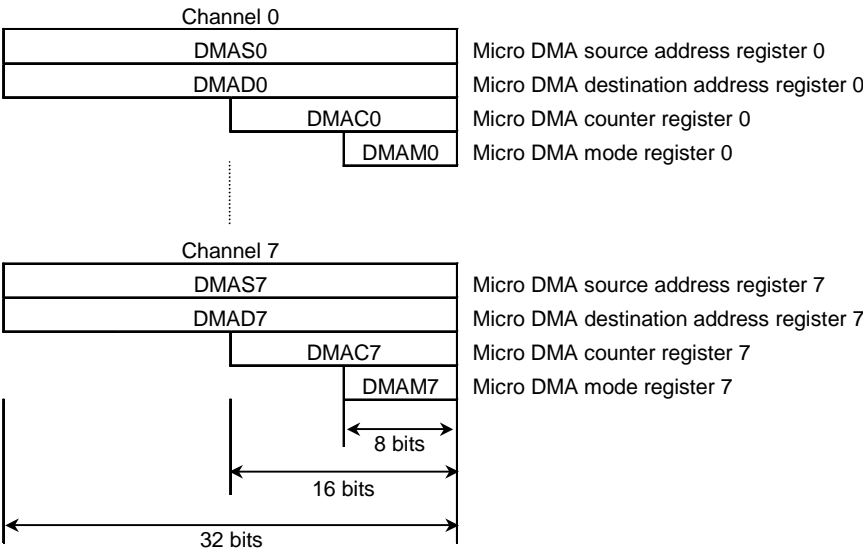 Channel 0
DMAS0 Micro DMA source address register 0
DMAD0 Micro DMA destination address register 0
DMAC0 Micro DMA counter register 0
DMAM0 Micro DMA mode register 0
Channel 7
DMAS7 Micro DMA source address register 7
DMAD7 Micro DMA destination address register 7
DMAC7 Micro DMA counter register 7
DMAM7 Micro DMA mode register 7
8 bits
16 bits
32 bits